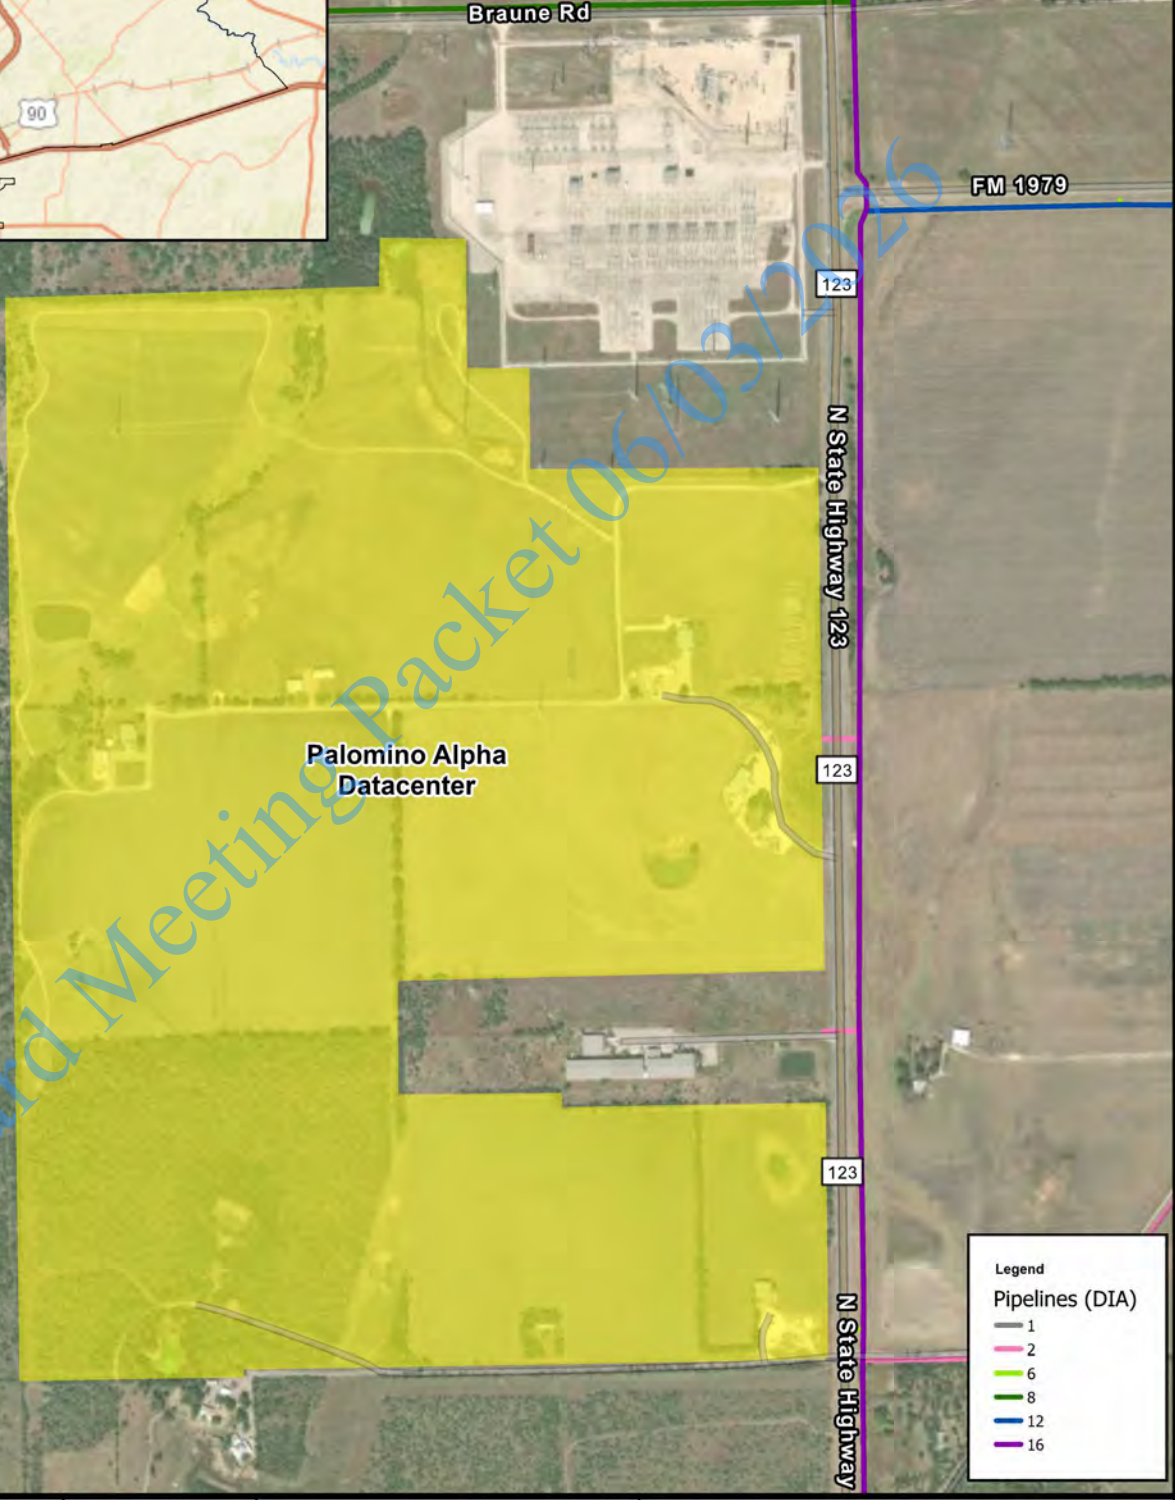 Braune Rd
90
FM 1979
123
N State Highway 123
Palomino Alpha
Datacenter
123
123
N State Highway
Legend
Pipelines (DIA)
1
2
6
8
12
16
rd Meeting Packet 06/03/2026